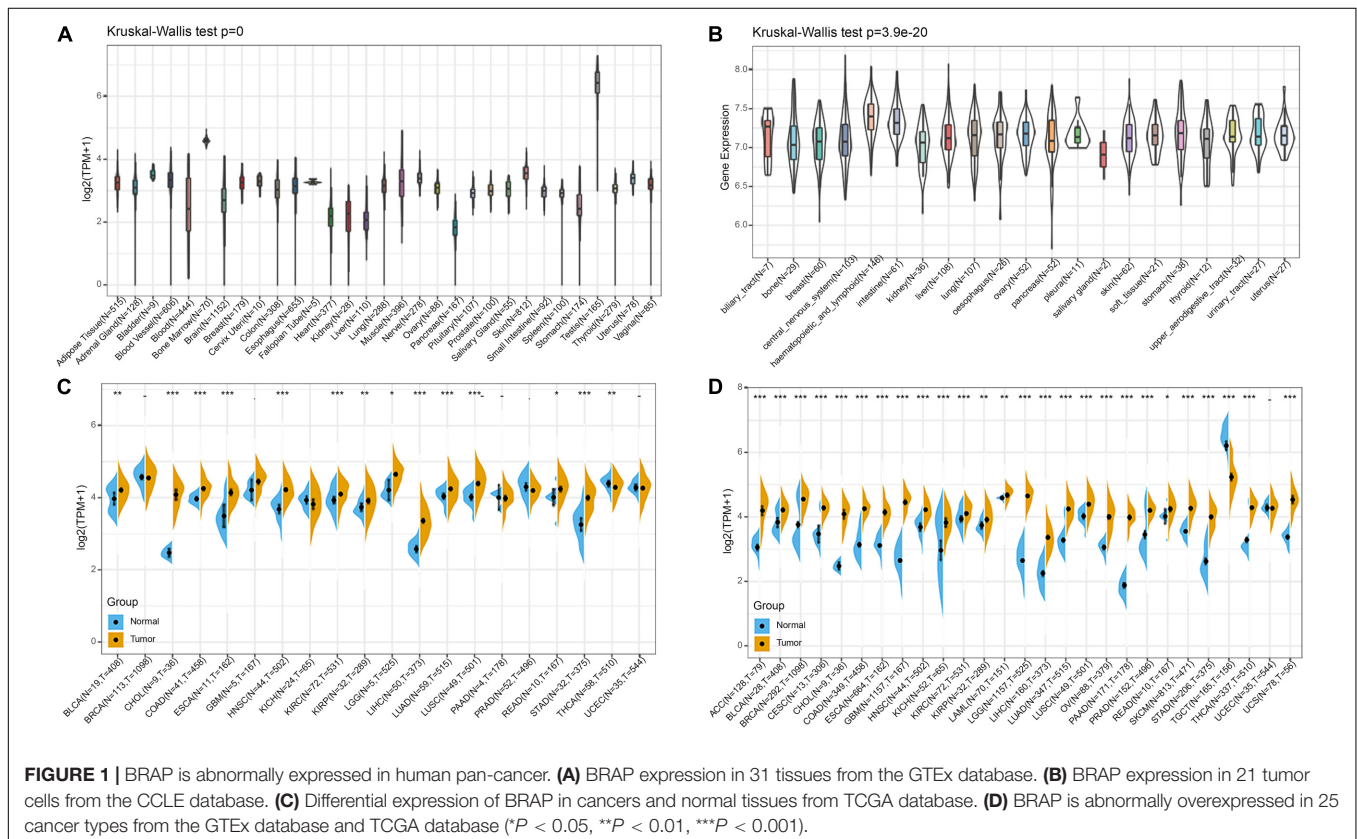 A
Kruskal-Wallis test p=0
log2(TPM+1)
6
4
2
0
Adipose Tissue(N=515)
Adrenal Gland(N=128)
Bladder(N=9)
Blood Vessel(N=606)
Blood(N=444)
Bone Marrow(N=70)
Brain(N=1152)
Breast(N=179)
Cervix Uteri(N=10)
Colon(N=308)
Esophagus(N=653)
Fallopian Tube(N=5)
Heart(N=377)
Kidney(N=28)
Liver(N=110)
Lung(N=288)
Muscle(N=396)
Nerve(N=278)
Ovary(N=88)
Pancreas(N=167)
Pituitary(N=107)
Prostate(N=100)
Salivary Gland(N=55)
Skin(N=812)
Small Intestine(N=92)
Spleen(N=100)
Stomach(N=174)
Testis(N=165)
Thyroid(N=279)
Uterus(N=78)
Vagina(N=85)
B
Kruskal-Wallis test p=3.9e-20
Gene Expression
8.0
7.5
7.0
6.5
6.0
biliary_tract(N=7)
bone(N=29)
breast(N=60)
central_nervous_system(N=103)
haematopoietic_and_lymphoid(N=146)
intestine(N=61)
kidney(N=36)
liver(N=108)
lung(N=107)
oesophagus(N=26)
ovary(N=52)
pancreas(N=52)
pleura(N=11)
salivary gland(N=2)
skin(N=62)
soft_tissue(N=21)
stomach(N=38)
thyroid(N=12)
upper_aerodigestive_tract(N=32)
urinary_tract(N=27)
uterus(N=27)
C
** - *** *** *** . *** *** ** * *** *** *** - - * *** ** -
log2(TPM+1)
6
4
2
0
Group
Normal
Tumor
BLCA(N=19,T=408)
BRCA(N=113,T=1098)
CHOL(N=9,T=36)
COAD(N=41,T=458)
ESCA(N=11,T=162)
GBM(N=5,T=167)
HNSC(N=44,T=502)
KICH(N=24,T=65)
KIRC(N=72,T=531)
KIRP(N=32,T=289)
LGG(N=5,T=525)
LIHC(N=50,T=373)
LUAD(N=59,T=515)
LUSC(N=49,T=501)
PAAD(N=4,T=178)
PRAD(N=52,T=496)
READ(N=10,T=167)
STAD(N=32,T=375)
THCA(N=58,T=510)
UCEC(N=35,T=544)
D
*** *** *** *** *** *** *** *** *** *** *** ** ** *** *** *** *** *** *** *** * *** *** *** *** - ***
log2(TPM+1)
8
6
4
2
0
Group
Normal
Tumor
ACC(N=128,T=79)
BLCA(N=28,T=408)
BRCA(N=292,T=1098)
CESC(N=13,T=306)
CHOL(N=9,T=36)
COAD(N=349,T=458)
ESCA(N=664,T=162)
GBM(N=1157,T=167)
HNSC(N=44,T=502)
KICH(N=52,T=65)
KIRC(N=72,T=531)
KIRP(N=32,T=289)
LAML(N=70,T=151)
LGG(N=1157,T=525)
LIHC(N=160,T=373)
LUAD(N=347,T=515)
LUSC(N=49,T=501)
OV(N=88,T=379)
PAAD(N=171,T=178)
PRAD(N=152,T=496)
READ(N=10,T=167)
SKCM(N=813,T=471)
STAD(N=206,T=375)
TGCT(N=165,T=156)
THCA(N=337,T=510)
UCEC(N=35,T=544)
UCS(N=78,T=56)
FIGURE 1 | BRAP is abnormally expressed in human pan-cancer. (A) BRAP expression in 31 tissues from the GTEx database. (B) BRAP expression in 21 tumor
cells from the CCLE database. (C) Differential expression of BRAP in cancers and normal tissues from TCGA database. (D) BRAP is abnormally overexpressed in 25
cancer types from the GTEx database and TCGA database (*P < 0.05, **P < 0.01, ***P < 0.001).